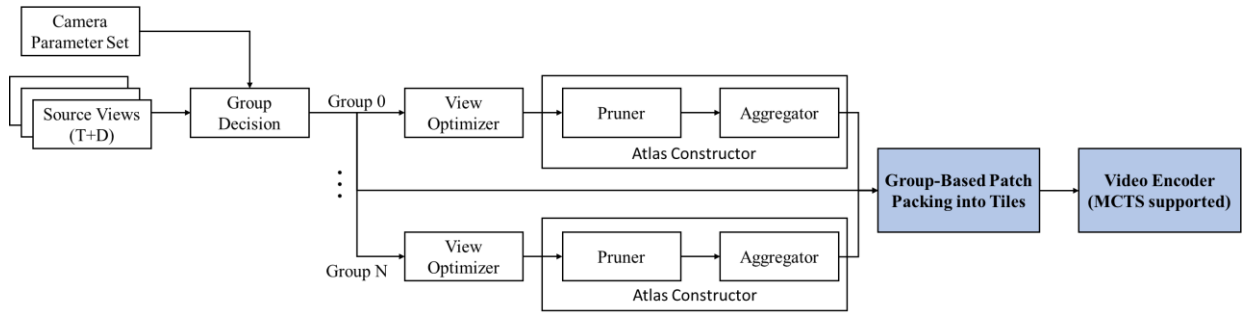 Camera
Parameter Set
Source Views
(T+D)
Group
Decision
Group 0
View
Optimizer
Pruner
Aggregator
Atlas Constructor
Group-Based Patch
Packing into Tiles
Video Encoder
(MCTS supported)
Group N
View
Optimizer
Pruner
Aggregator
Atlas Constructor